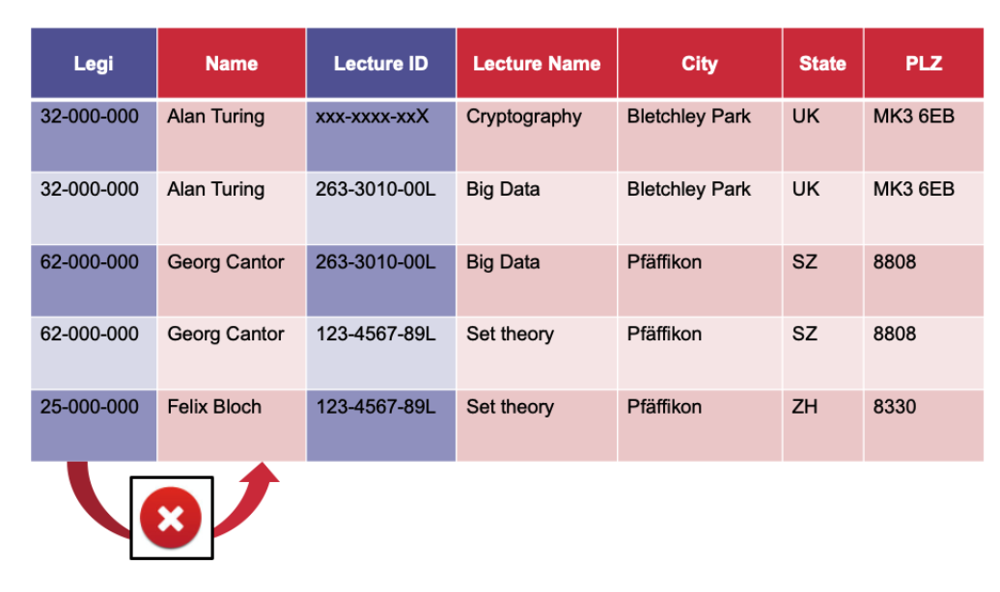 Legi Name Lecture ID Lecture Name City State PLZ
32-000-000 Alan Turing xxx-xxxx-xxX Cryptography Bletchley Park UK MK3 6EB
32-000-000 Alan Turing 263-3010-00L Big Data Bletchley Park UK MK3 6EB
62-000-000 Georg Cantor 263-3010-00L Big Data Pfäffikon SZ 8808
62-000-000 Georg Cantor 123-4567-89L Set theory Pfäffikon SZ 8808
25-000-000 Felix Bloch 123-4567-89L Set theory Pfäffikon ZH 8330